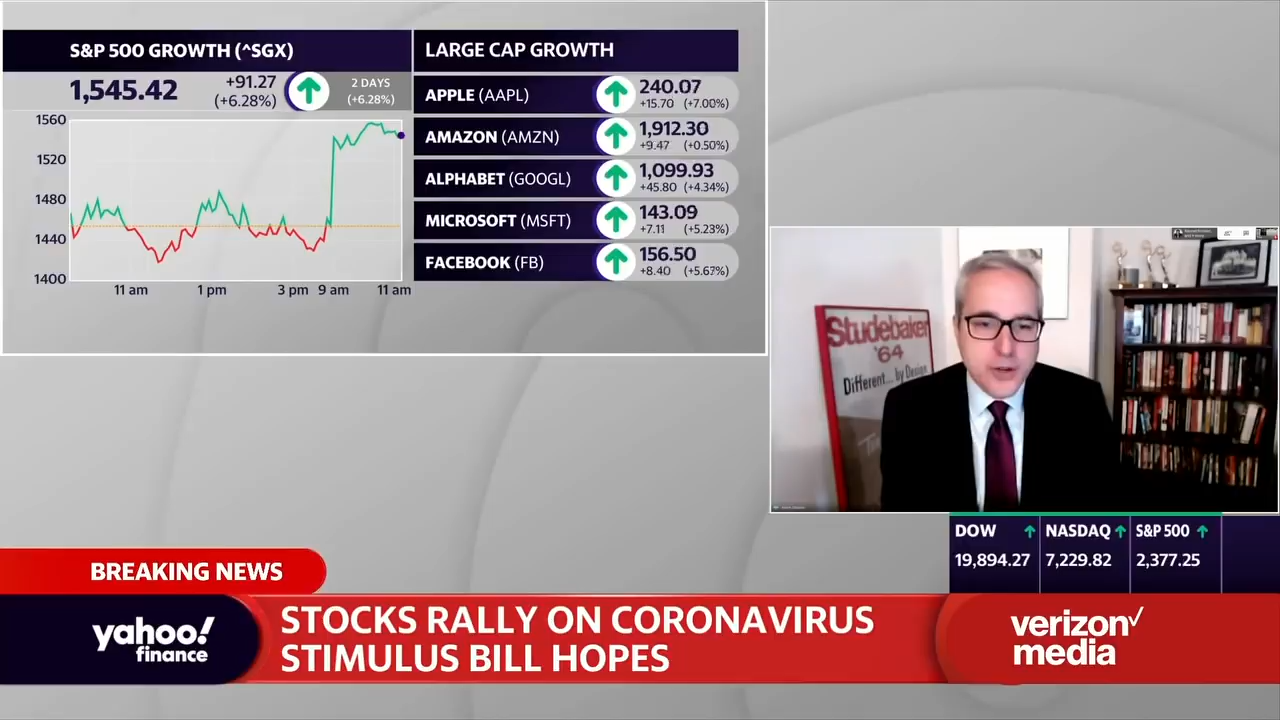 S&P 500 GROWTH (^SGX)
1,545.42
+91.27
(+6.28%)
2 DAYS
(+6.28%)
1560
1520
1480
1440
1400
11 am
1 pm
3 pm
9 am
11 am
LARGE CAP GROWTH
APPLE (AAPL)
240.07
+15.70 (+7.00%)
AMAZON (AMZN)
1,912.30
+9.47 (+0.50%)
ALPHABET (GOOGL)
1,099.93
+45.80 (+4.34%)
MICROSOFT (MSFT)
143.09
+7.11 (+5.23%)
FACEBOOK (FB)
156.50
+8.40 (+5.67%)
Studebaker
'64
Different... by Design
DOW
19,894.27
NASDAQ
7,229.82
S&P 500
2,377.25
BREAKING NEWS
yahoo!
finance
STOCKS RALLY ON CORONAVIRUS
STIMULUS BILL HOPES
verizon
media